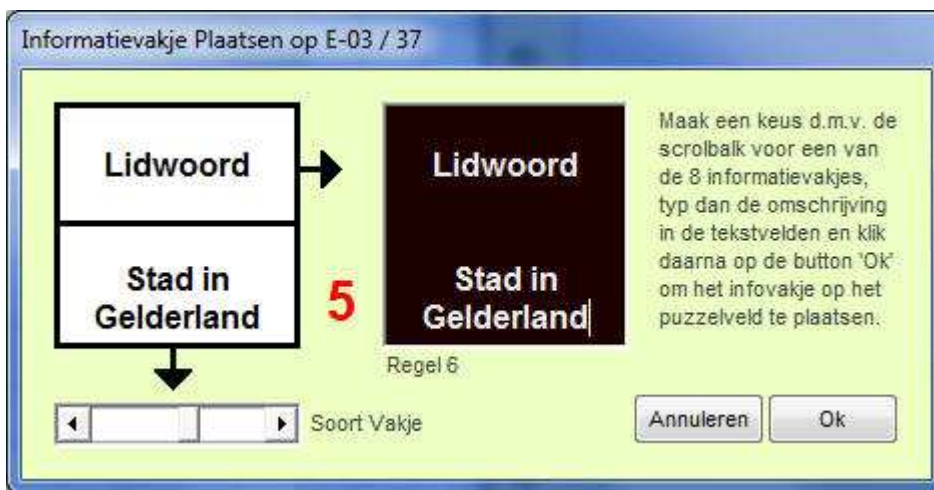 Informatievakje Plaatsen op E-03 / 37
Lidwoord
Stad in
Gelderland
5
Lidwoord
Stad in
Gelderland
Regel 6
Maak een keus d.m.v. de
scrolbalk voor een van
de 8 informatievakjes,
typ dan de omschrijving
in de tekstvelden en klik
daarna op de button 'Ok'
om het infovakje op het
puzzelveld te plaatsen.
Soort Vakje
Annuleren
Ok